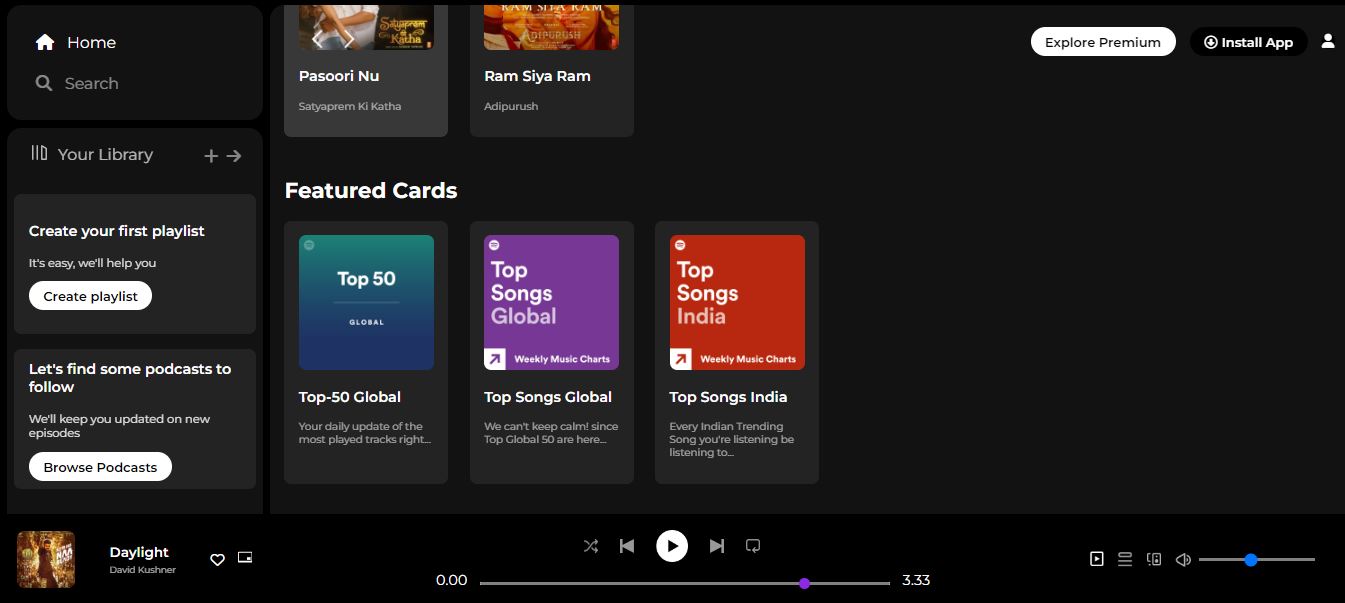 Home
Search
Your Library
Create your first playlist
It's easy, we'll help you
Create playlist
Let's find some podcasts to
follow
We'll keep you updated on new
episodes
Browse Podcasts
Explore Premium
Install App
Satyaprem
Ki
Katha
RAM SIYA RAM
ADIPURUSH
Pasoori Nu
Satyaprem Ki Katha
Ram Siya Ram
Adipurush
Featured Cards
Top 50
GLOBAL
Top-50 Global
Your daily update of the
most played tracks right...
Top
Songs
Global
Weekly Music Charts
Top Songs Global
We can't keep calm! since
Top Global 50 are here...
Top
Songs
India
Weekly Music Charts
Top Songs India
Every Indian Trending
Song you're listening be
listening to...
Daylight
David Kushner
0.00
3.33